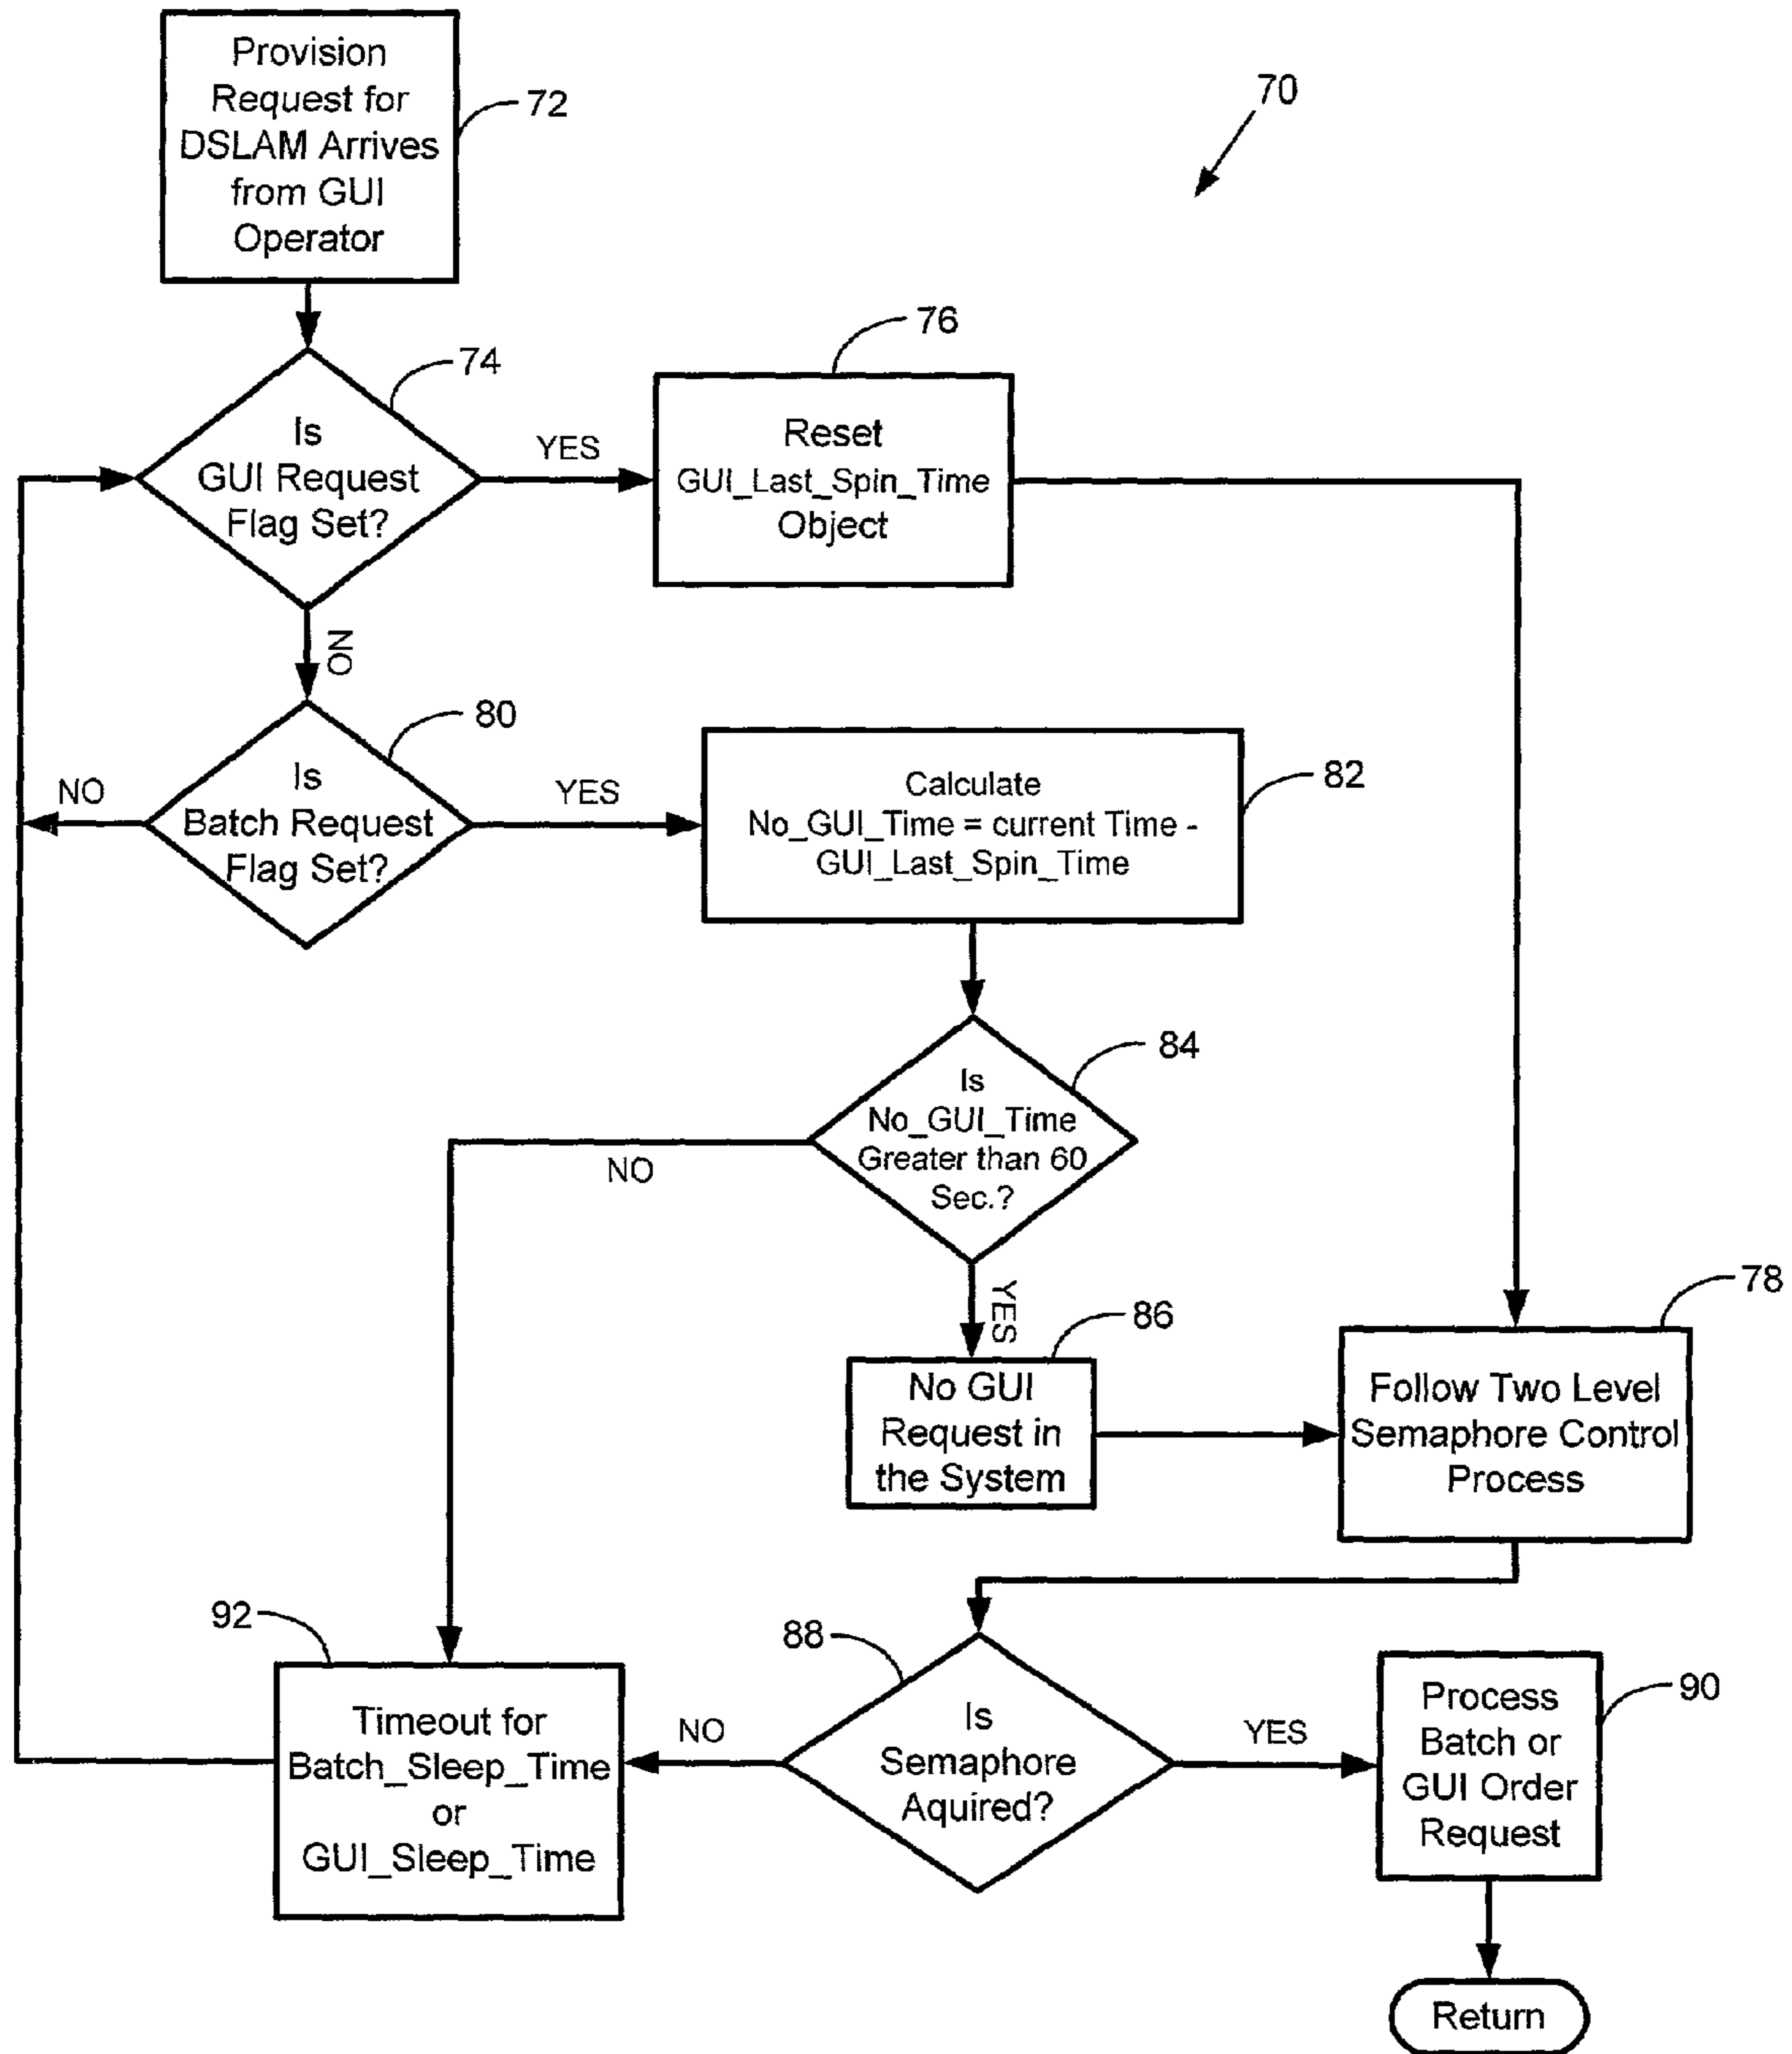 Provision
Request for
DSLAM Arrives
from GUI
Operator
72
70
Is
GUI Request
Flag Set?
74
YES
NO
Reset
GUI_Last_Spin_Time
Object
76
Is
Batch Request
Flag Set?
80
NO
YES
Calculate
No_GUI_Time = current Time -
GUI_Last_Spin_Time
82
Is
No_GUI_Time
Greater than 60
Sec.?
84
NO
YES
No GUI
Request in
the System
86
Follow Two Level
Semaphore Control
Process
78
Is
Semaphore
Aquired?
88
NO
YES
Timeout for
Batch_Sleep_Time
or
GUI_Sleep_Time
92
Process
Batch or
GUI Order
Request
90
Return